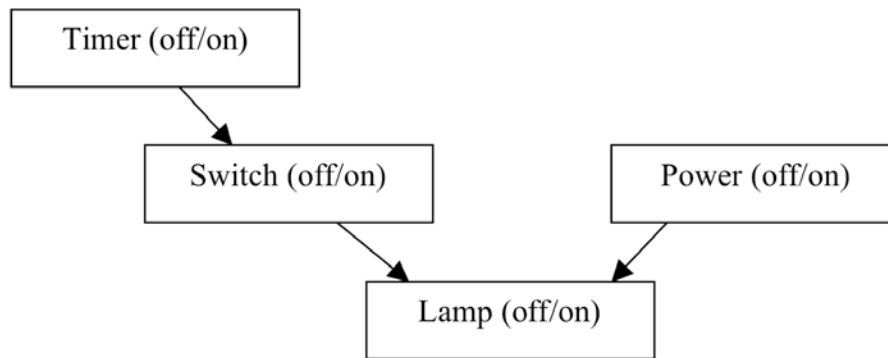 Timer (off/on)
Switch (off/on)
Power (off/on)
Lamp (off/on)